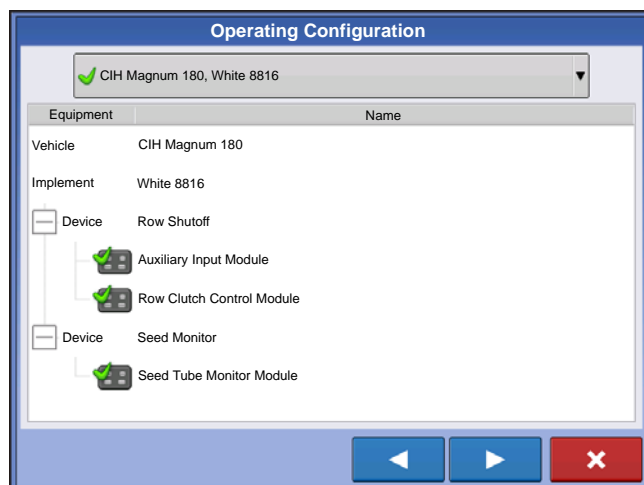 Operating Configuration
CIH Magnum 180, White 8816
Equipment Name
Vehicle CIH Magnum 180
Implement White 8816
Device Row Shutoff
Auxiliary Input Module
Row Clutch Control Module
Device Seed Monitor
Seed Tube Monitor Module